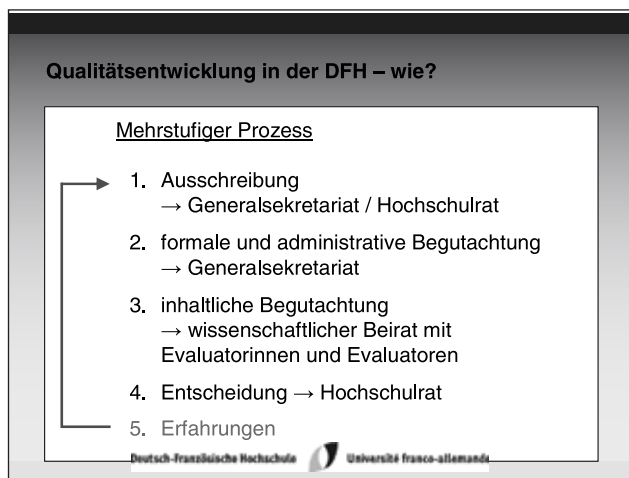 Qualitätsentwicklung in der DFH – wie?
Mehrstufiger Prozess
1. Ausschreibung
→ Generalsekretariat / Hochschulrat
2. formale und administrative Begutachtung
→ Generalsekretariat
3. inhaltliche Begutachtung
→ wissenschaftlicher Beirat mit
Evaluatorinnen und Evaluatoren
4. Entscheidung → Hochschulrat
5. Erfahrungen
Deutsch-Französische Hochschule Université franco-allemande